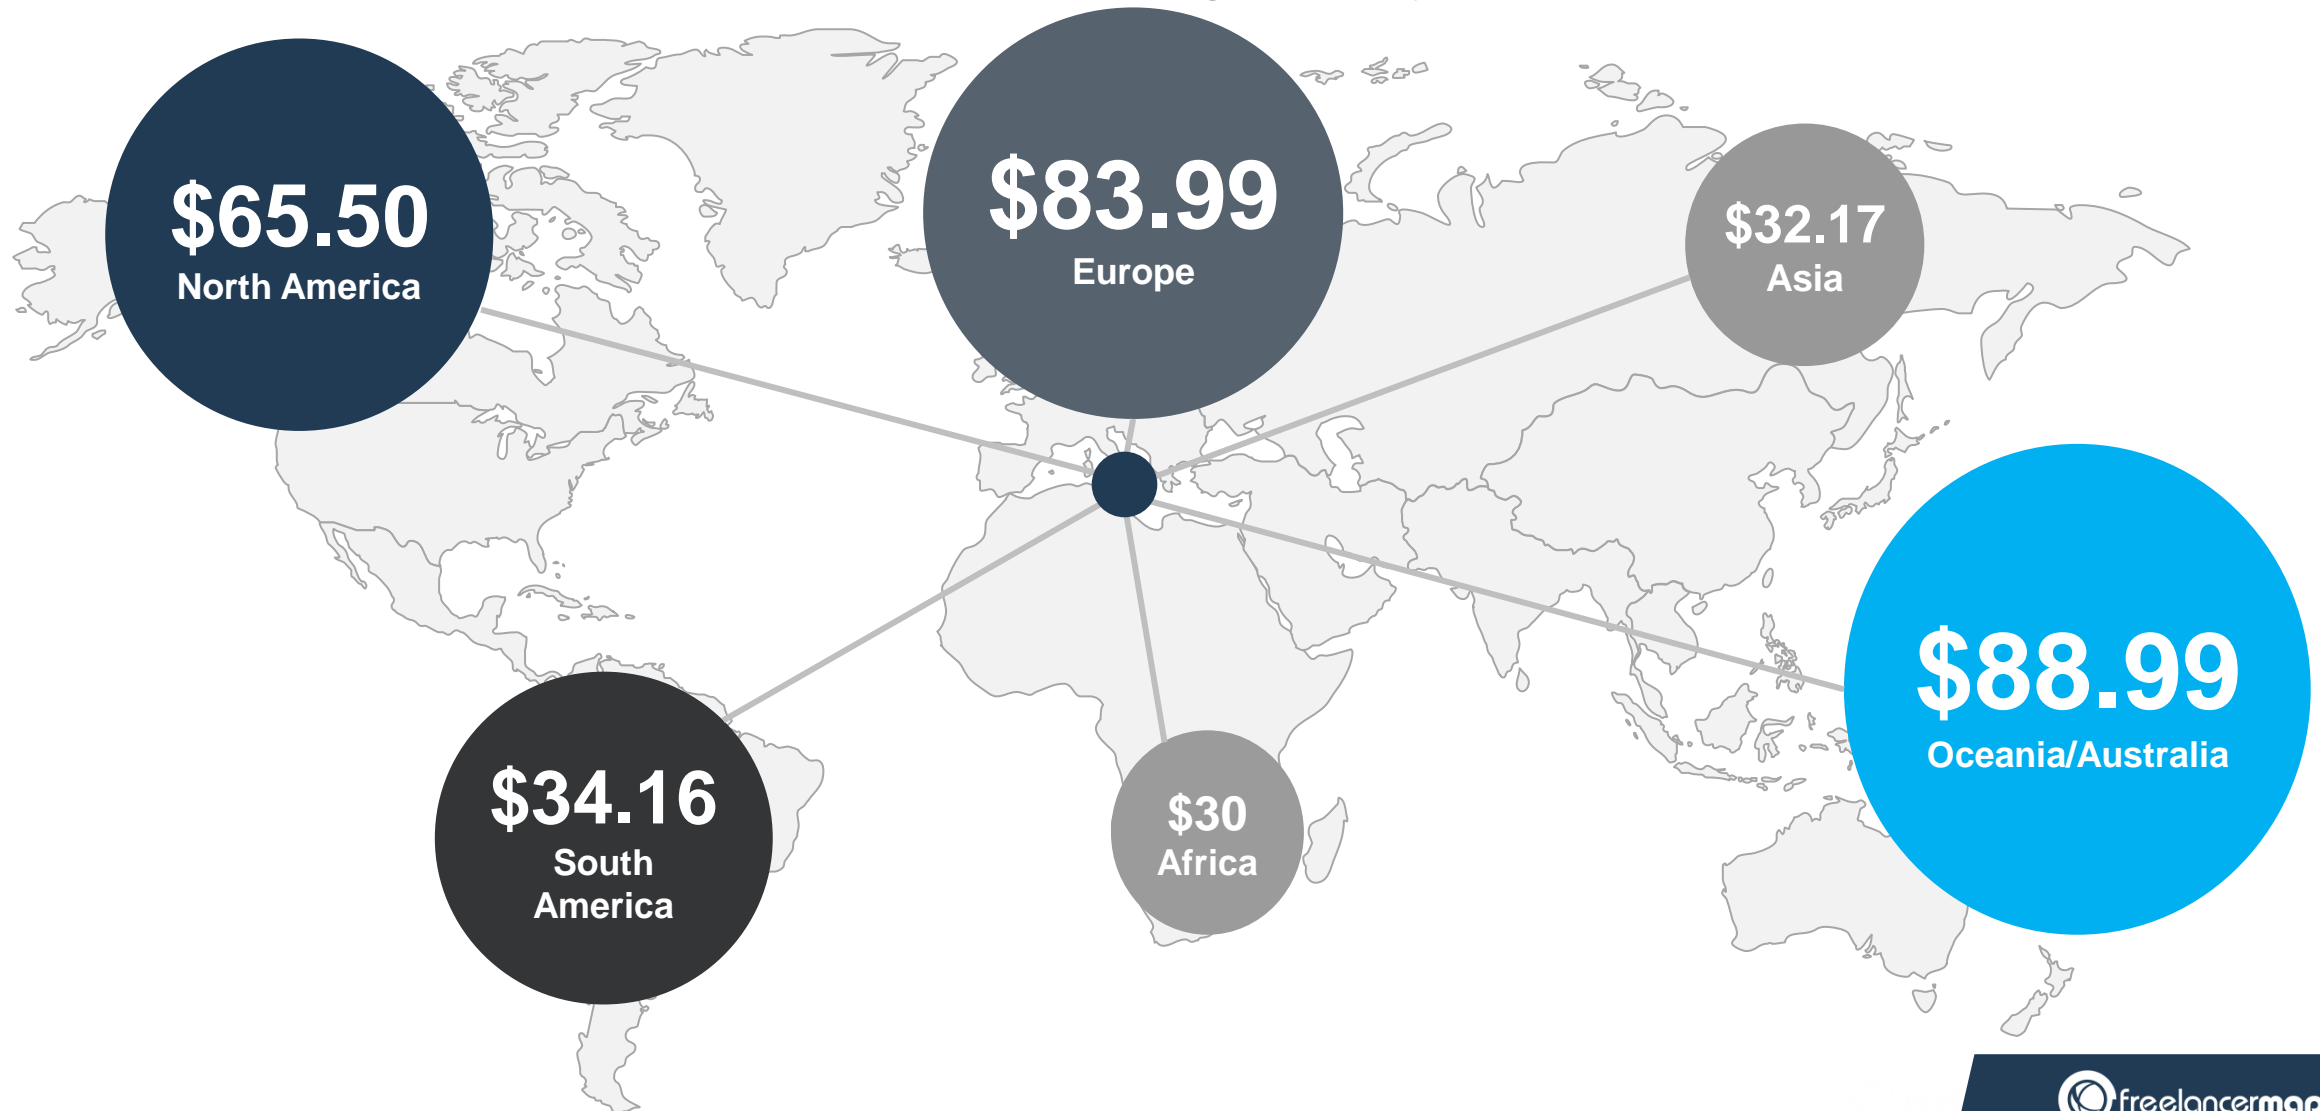 $65.50
North America
$83.99
Europe
$32.17
Asia
$88.99
Oceania/Australia
$34.16
South
America
$30
Africa
freelancermap